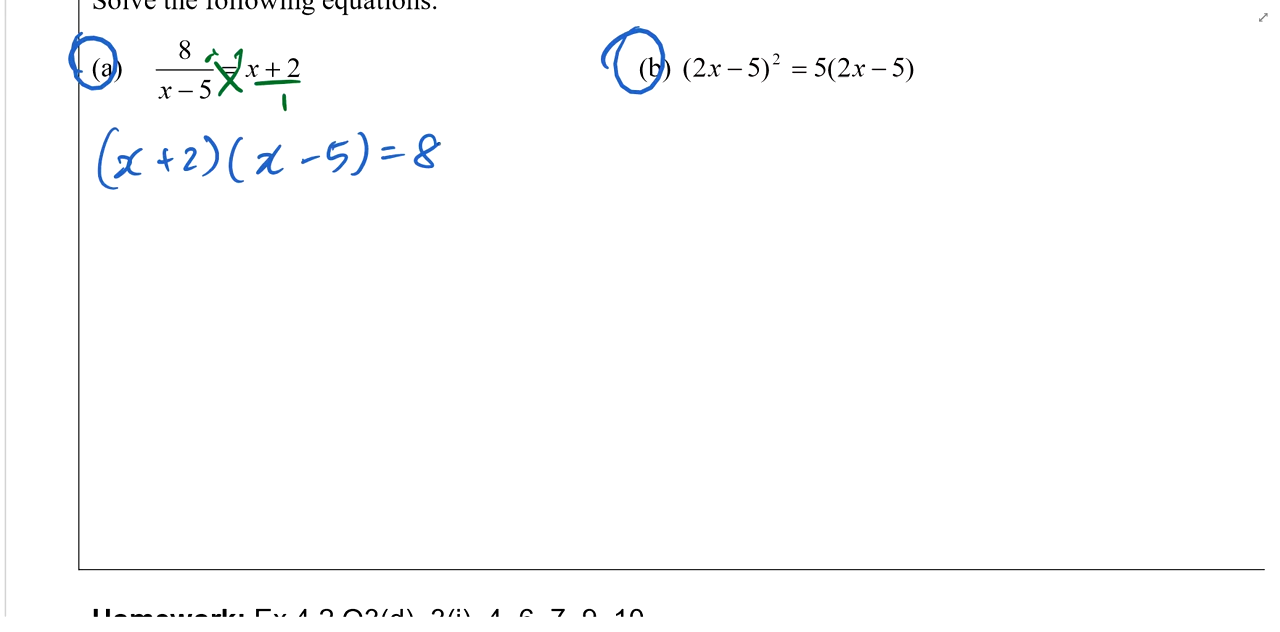 Solve the following equations.
(a) 8/(x − 5) = x + 2
1
(b) (2x − 5)² = 5(2x − 5)
(x + 2)(x − 5) = 8
Homework: Ex 4.2 Q2(d), 3(i), 4, 6, 7, 9, 10